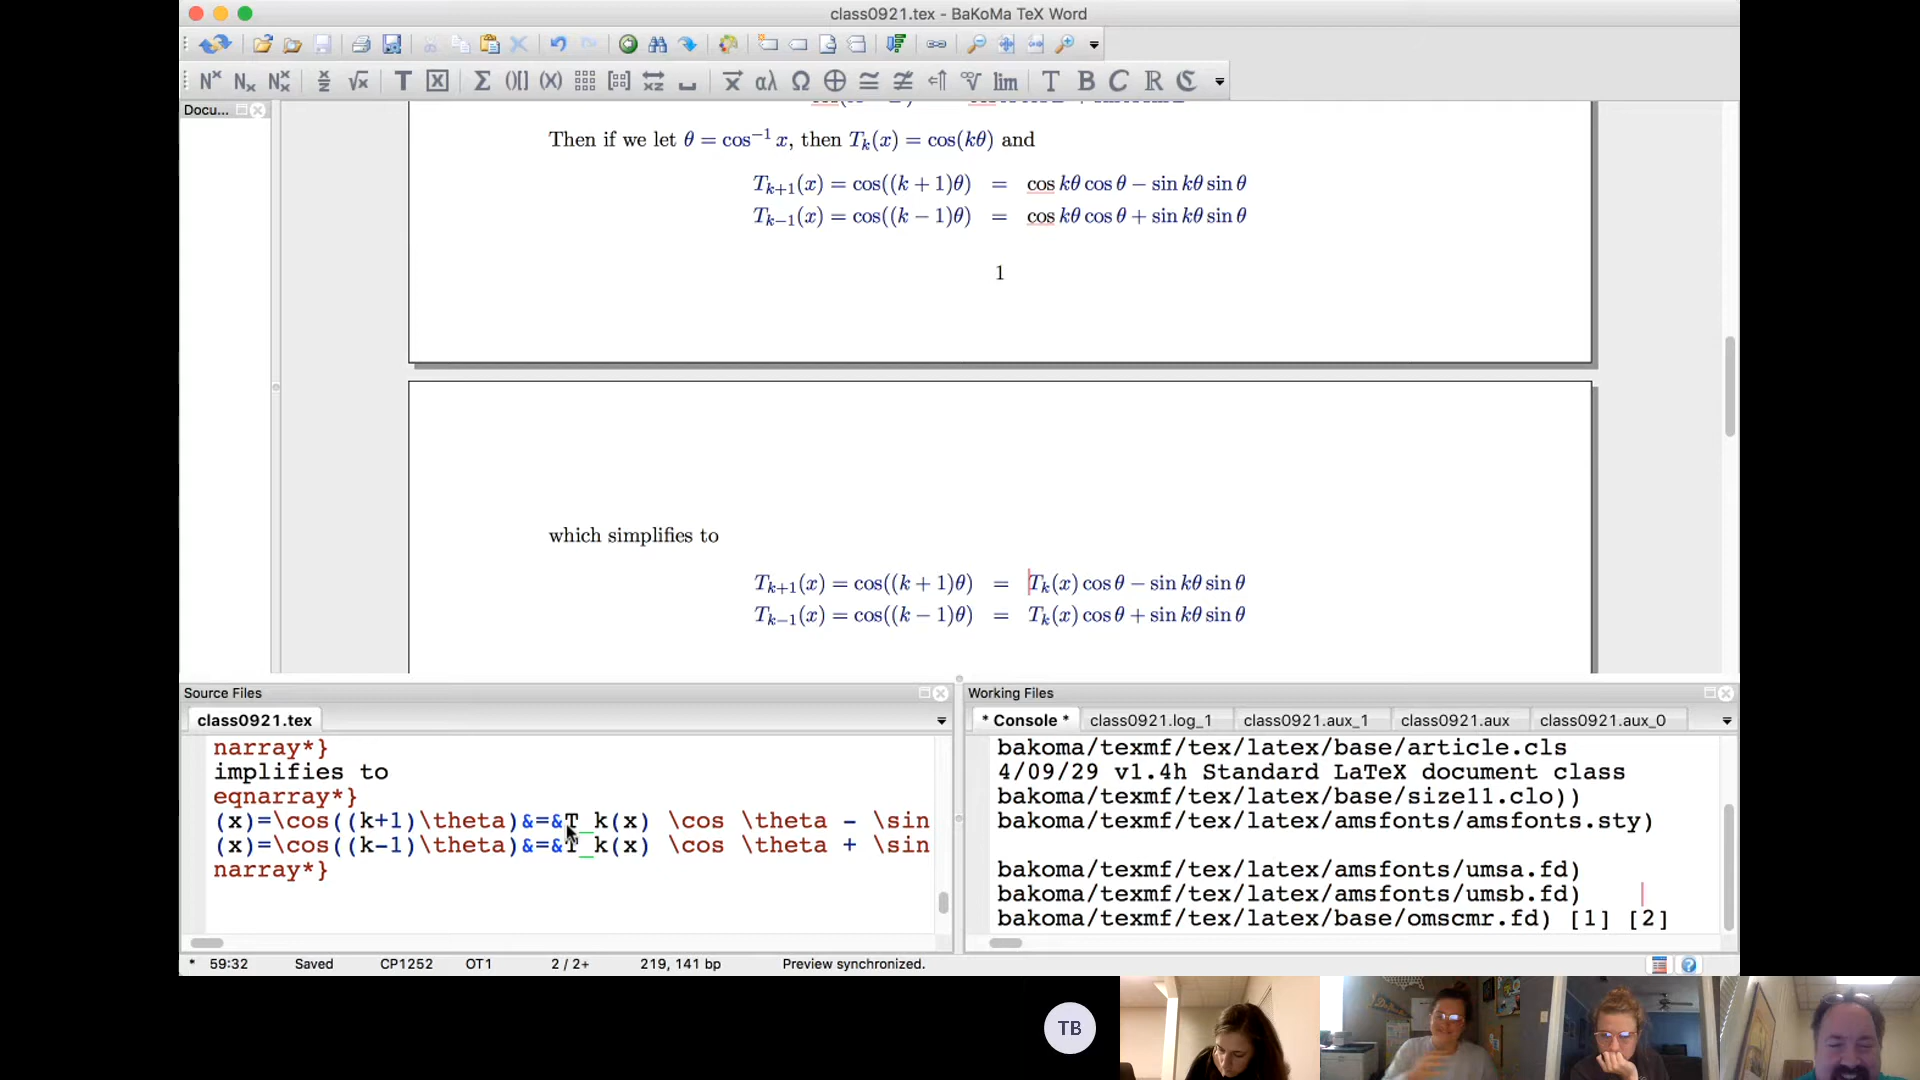 class0921.tex - BaKoMa TeX Word
Docu...
Then if we let θ = cos⁻¹ x, then Tₖ(x) = cos(kθ) and
Tₖ₊₁(x) = cos((k + 1)θ) = cos kθ cos θ − sin kθ sin θ
Tₖ₋₁(x) = cos((k − 1)θ) = cos kθ cos θ + sin kθ sin θ
1
which simplifies to
Tₖ₊₁(x) = cos((k + 1)θ) = Tₖ(x) cos θ − sin kθ sin θ
Tₖ₋₁(x) = cos((k − 1)θ) = Tₖ(x) cos θ + sin kθ sin θ
Source Files
class0921.tex
narray*}
implifies to
eqnarray*}
(x)=\cos((k+1)\theta)&=&T_k(x) \cos \theta - \sin
(x)=\cos((k-1)\theta)&=&T_k(x) \cos \theta + \sin
narray*}
Working Files
* Console * class0921.log_1 class0921.aux_1 class0921.aux class0921.aux_0
bakoma/texmf/tex/latex/base/article.cls
4/09/29 v1.4h Standard LaTeX document class
bakoma/texmf/tex/latex/base/size11.clo))
bakoma/texmf/tex/latex/amsfonts/amsfonts.sty)
bakoma/texmf/tex/latex/amsfonts/umsa.fd)
bakoma/texmf/tex/latex/amsfonts/umsb.fd)
bakoma/texmf/tex/latex/base/omscmr.fd) [1] [2]
* 59:32 Saved CP1252 OT1 2 / 2+ 219, 141 bp Preview synchronized.
TB